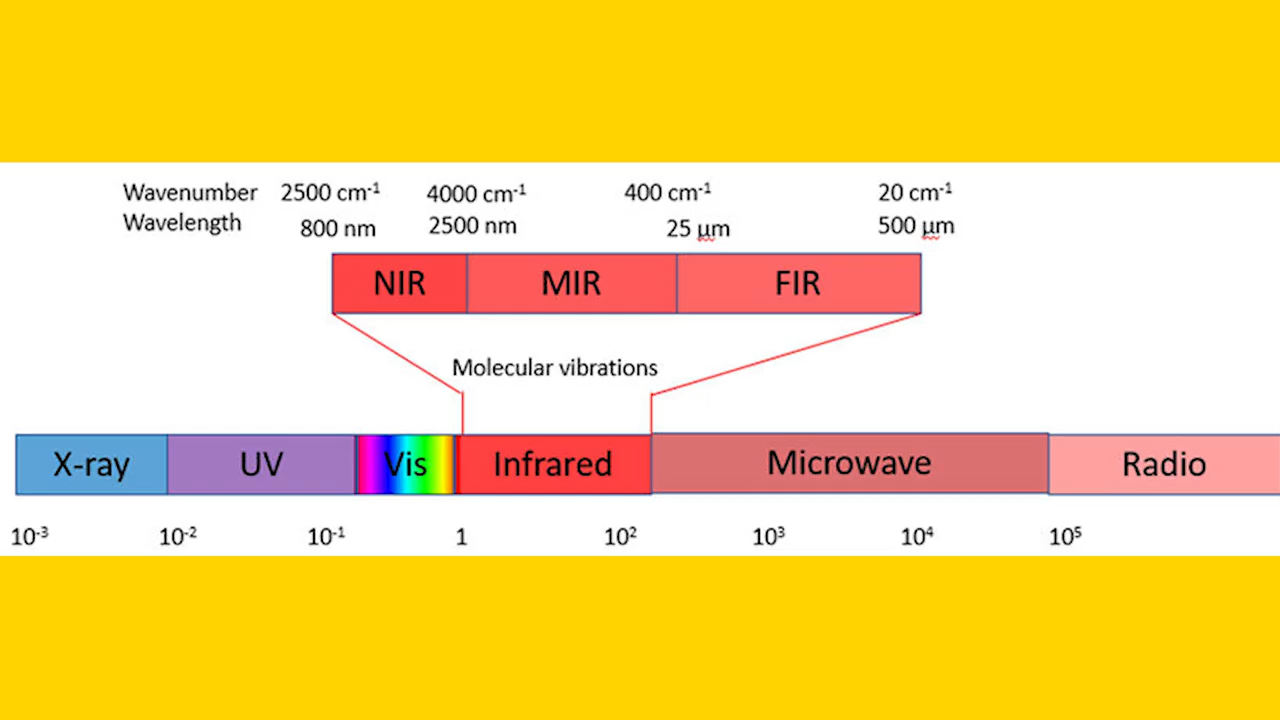 Wavenumber 2500 cm⁻¹ 4000 cm⁻¹ 400 cm⁻¹ 20 cm⁻¹
Wavelength 800 nm 2500 nm 25 µm 500 µm
NIR MIR FIR
Molecular vibrations
X-ray UV Vis Infrared Microwave Radio
10⁻³ 10⁻² 10⁻¹ 1 10² 10³ 10⁴ 10⁵